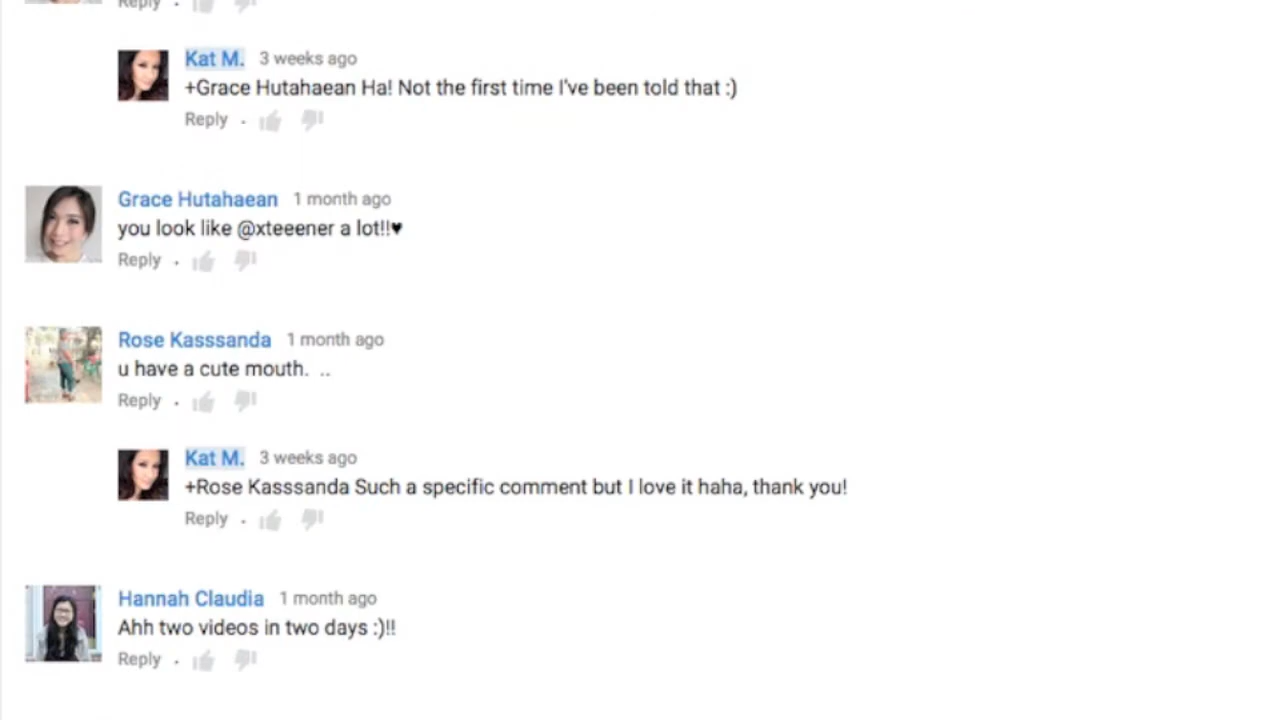 Reply
Kat M. 3 weeks ago
+Grace Hutahaean Ha! Not the first time I've been told that :)
Reply .
Grace Hutahaean 1 month ago
you look like @xteeener a lot!!♥
Reply .
Rose Kasssanda 1 month ago
u have a cute mouth. ..
Reply .
Kat M. 3 weeks ago
+Rose Kasssanda Such a specific comment but I love it haha, thank you!
Reply .
Hannah Claudia 1 month ago
Ahh two videos in two days :)!!
Reply .